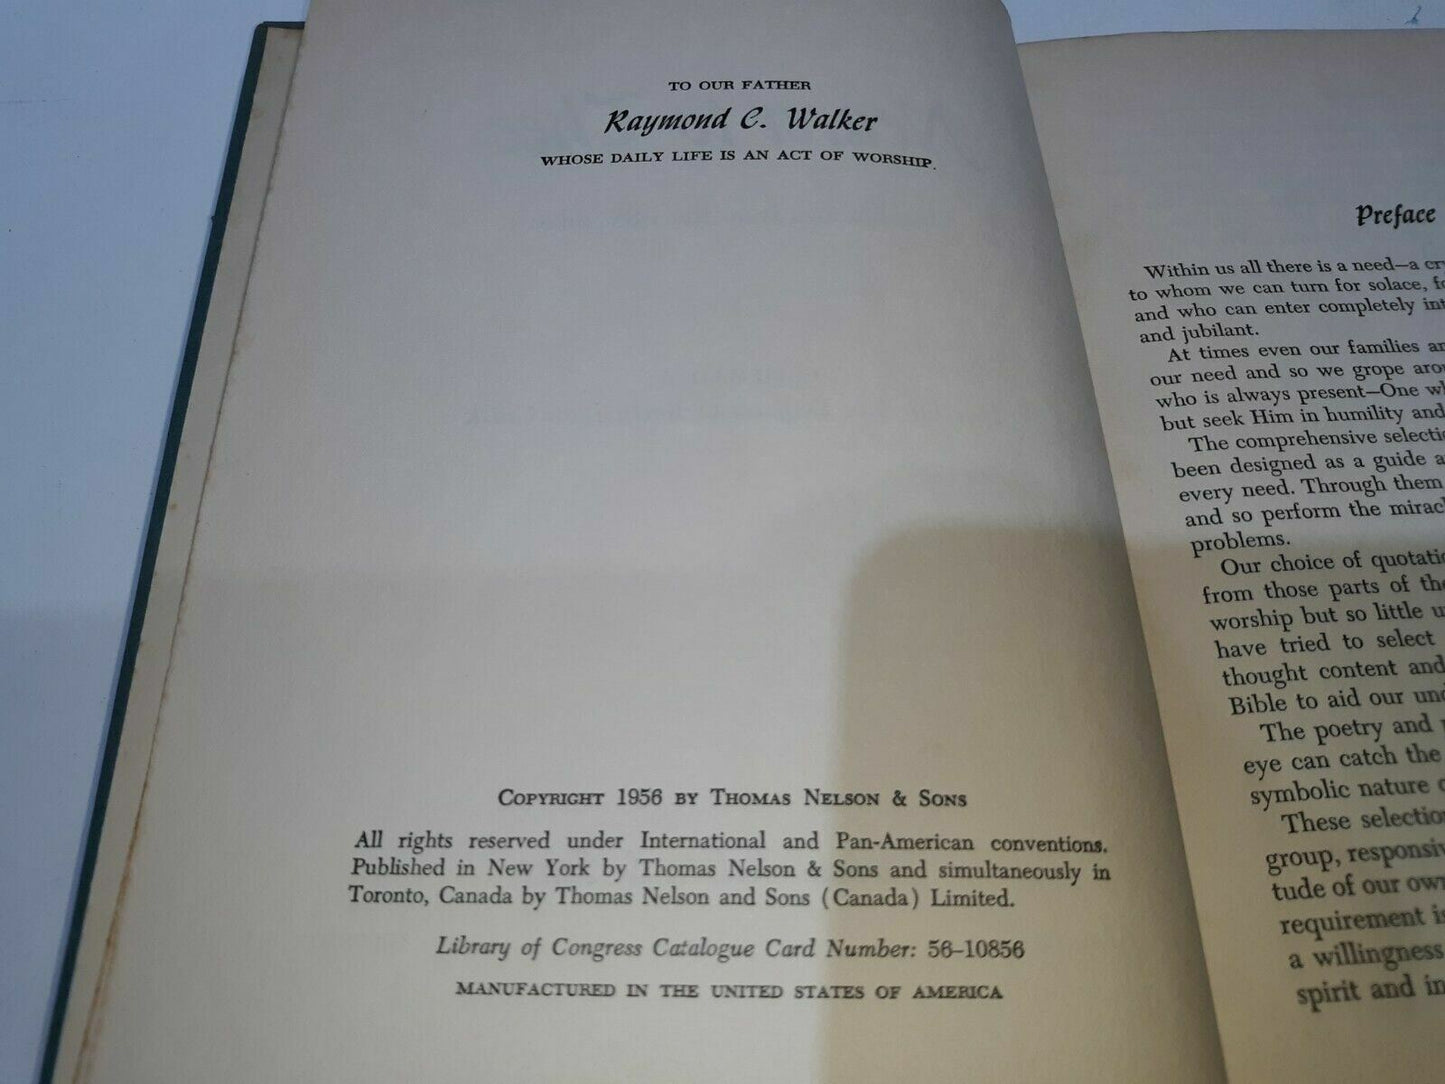 TO OUR FATHER
Raymond C. Walker
WHOSE DAILY LIFE IS AN ACT OF WORSHIP.
COPYRIGHT 1956 BY THOMAS NELSON & SONS
All rights reserved under International and Pan-American conventions.
Published in New York by Thomas Nelson & Sons and simultaneously in
Toronto, Canada by Thomas Nelson and Sons (Canada) Limited.
Library of Congress Catalogue Card Number: 56–10856
MANUFACTURED IN THE UNITED STATES OF AMERICA
Preface
Within us all there is a need—a
to whom we can turn for solace,
and who can enter completely
and jubilant.
At times even our families
our need and so we grope
who is always present—One
but seek Him in humility and
The comprehensive
been designed as a guide
every need. Through them
and so perform the
problems.
Our choice of
from those parts of
worship but so little
have tried to select
thought content and
Bible to aid our
The poetry and
eye can catch the
symbolic nature
These
group,
tude of our
requirement
a willingness
spirit and